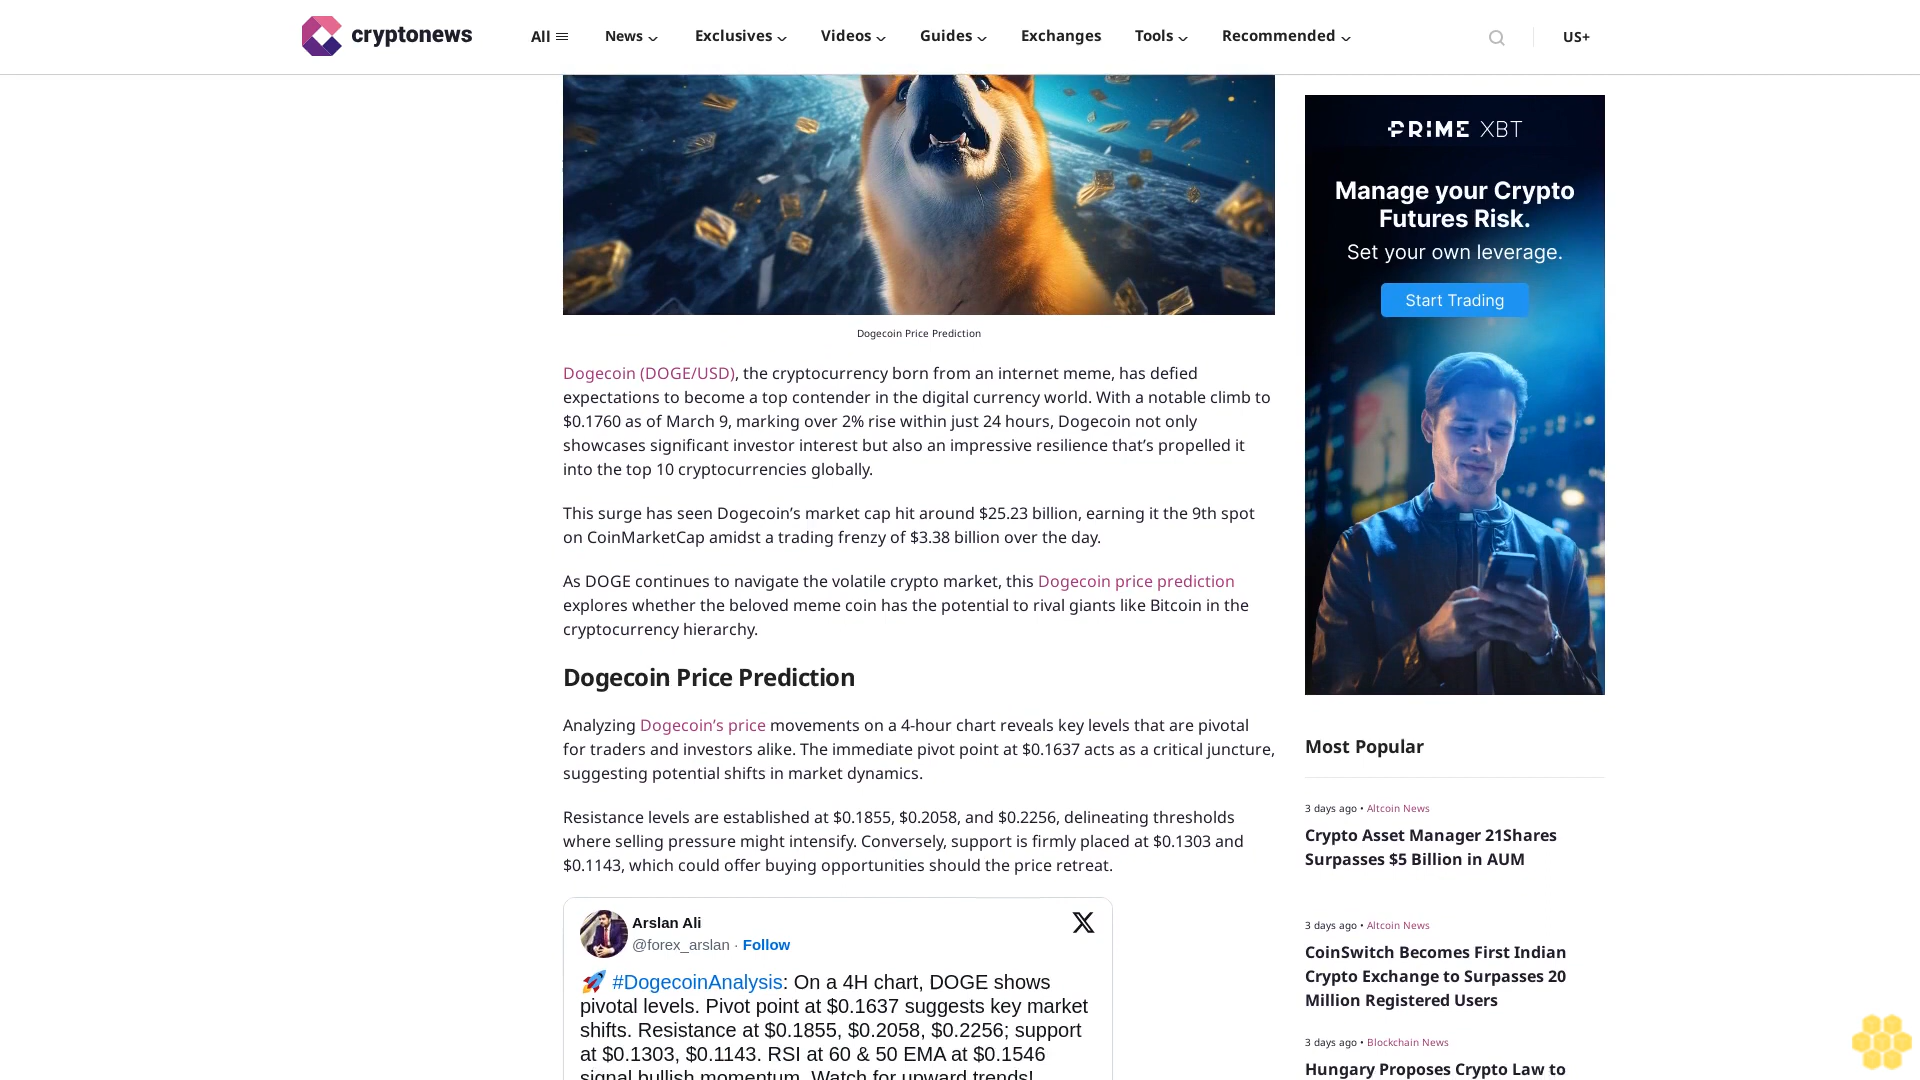 cryptonews
All
News
Exclusives
Videos
Guides
Exchanges
Tools
Recommended
US+
Dogecoin Price Prediction
Dogecoin (DOGE/USD), the cryptocurrency born from an internet meme, has defied
expectations to become a top contender in the digital currency world. With a notable climb to
$0.1760 as of March 9, marking over 2% rise within just 24 hours, Dogecoin not only
showcases significant investor interest but also an impressive resilience that’s propelled it
into the top 10 cryptocurrencies globally.
This surge has seen Dogecoin’s market cap hit around $25.23 billion, earning it the 9th spot
on CoinMarketCap amidst a trading frenzy of $3.38 billion over the day.
As DOGE continues to navigate the volatile crypto market, this Dogecoin price prediction
explores whether the beloved meme coin has the potential to rival giants like Bitcoin in the
cryptocurrency hierarchy.
Dogecoin Price Prediction
Analyzing Dogecoin’s price movements on a 4-hour chart reveals key levels that are pivotal
for traders and investors alike. The immediate pivot point at $0.1637 acts as a critical juncture,
suggesting potential shifts in market dynamics.
Resistance levels are established at $0.1855, $0.2058, and $0.2256, delineating thresholds
where selling pressure might intensify. Conversely, support is firmly placed at $0.1303 and
$0.1143, which could offer buying opportunities should the price retreat.
Arslan Ali
@forex_arslan · Follow
🚀 #DogecoinAnalysis: On a 4H chart, DOGE shows
pivotal levels. Pivot point at $0.1637 suggests key market
shifts. Resistance at $0.1855, $0.2058, $0.2256; support
at $0.1303, $0.1143. RSI at 60 & 50 EMA at $0.1546
signal bullish momentum. Watch for upward trends!
PRIME XBT
Manage your Crypto
Futures Risk.
Set your own leverage.
Start Trading
Most Popular
3 days ago • Altcoin News
Crypto Asset Manager 21Shares
Surpasses $5 Billion in AUM
3 days ago • Altcoin News
CoinSwitch Becomes First Indian
Crypto Exchange to Surpasses 20
Million Registered Users
3 days ago • Blockchain News
Hungary Proposes Crypto Law to